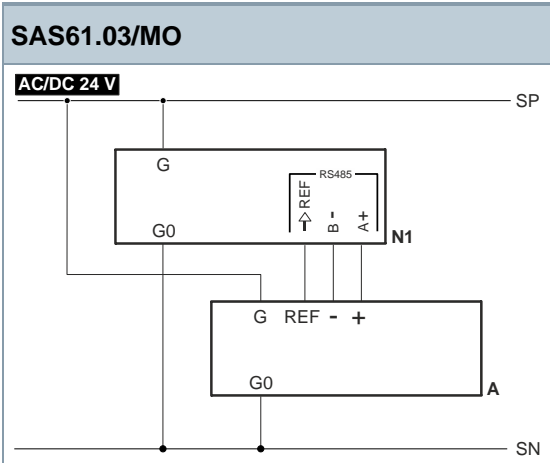 SAS61.03/MO
AC/DC 24 V
SP
G
RS485
REF
B -
A+
G0
N1
G REF - +
G0
A
SN